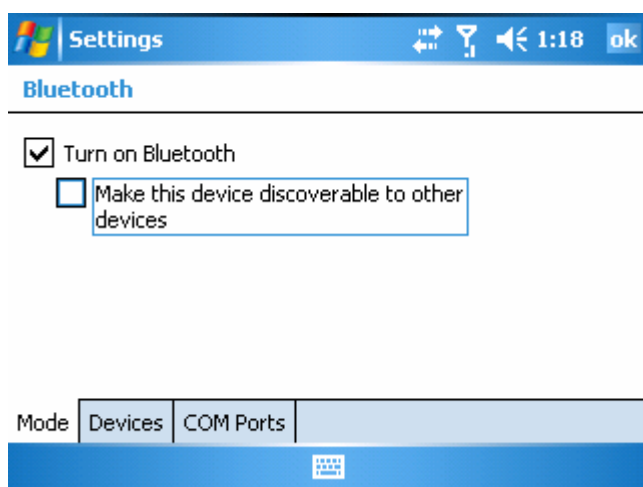 Settings 1:18 ok
Bluetooth
Turn on Bluetooth
Make this device discoverable to other
devices
Mode Devices COM Ports